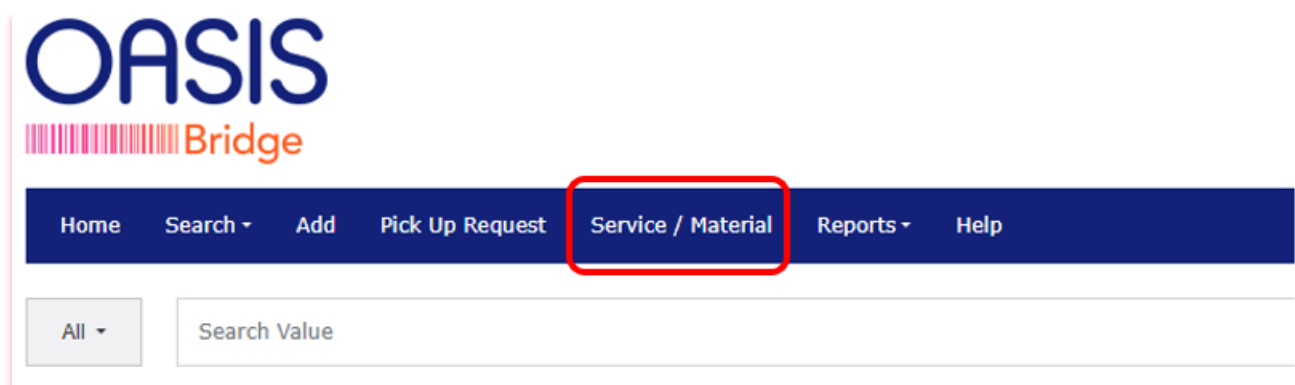 OASIS
Bridge
Home Search Add Pick Up Request Service / Material Reports Help
All Search Value